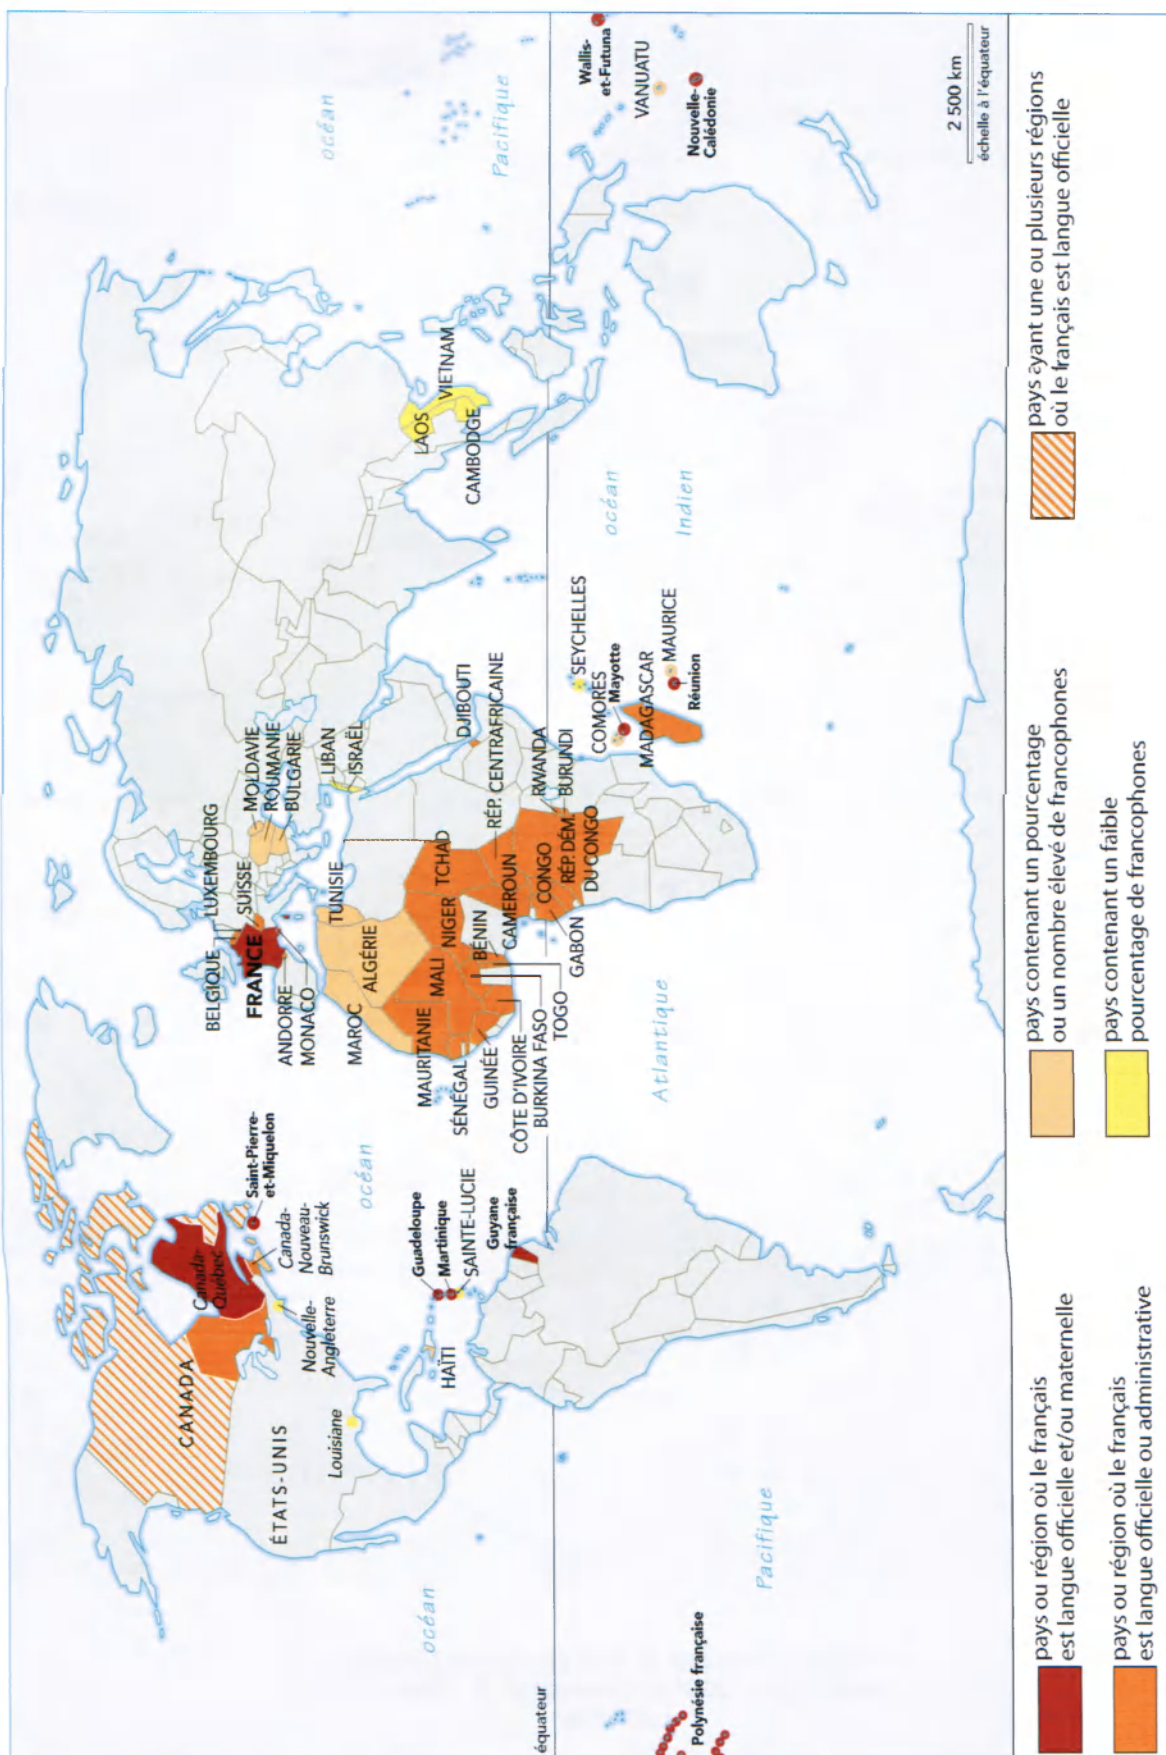 CANADA
Canada-
Québec
Saint-Pierre-
et-Miquelon
Canada-
Nouveau-
Brunswick
Nouvelle-
Angleterre
ÉTATS-UNIS
Louisiane
océan
Guadeloupe
Martinique
SAINTE-LUCIE
HAÏTI
Guyane
française
océan
Pacifique
équateur
Polynésie française
BELGIQUE
LUXEMBOURG
FRANCE
SUISSE
ANDORRE
MONACO
MOLDAVIE
ROUMANIE
BULGARIE
LIBAN
ISRAËL
MAROC
ALGÉRIE
TUNISIE
MAURITANIE
MALI
NIGER
TCHAD
SÉNÉGAL
GUINÉE
CÔTE D'IVOIRE
BURKINA FASO
TOGO
BÉNIN
CAMEROUN
RÉP. CENTRAFRICAINE
DJIBOUTI
GABON
CONGO
RÉP. DÉM.
DU CONGO
RWANDA
BURUNDI
SEYCHELLES
COMORES
Mayotte
MADAGASCAR
MAURICE
Réunion
Atlantique
océan
Indien
LAOS
VIETNAM
CAMBODGE
océan
Pacifique
Wallis-
et-Futuna
VANUATU
Nouvelle-
Calédonie
2 500 km
échelle à l'équateur
pays ou région où le français
est langue officielle et/ou maternelle
pays ou région où le français
est langue officielle ou administrative
pays contenant un pourcentage
ou un nombre élevé de francophones
pays contenant un faible
pourcentage de francophones
pays ayant une ou plusieurs régions
où le français est langue officielle